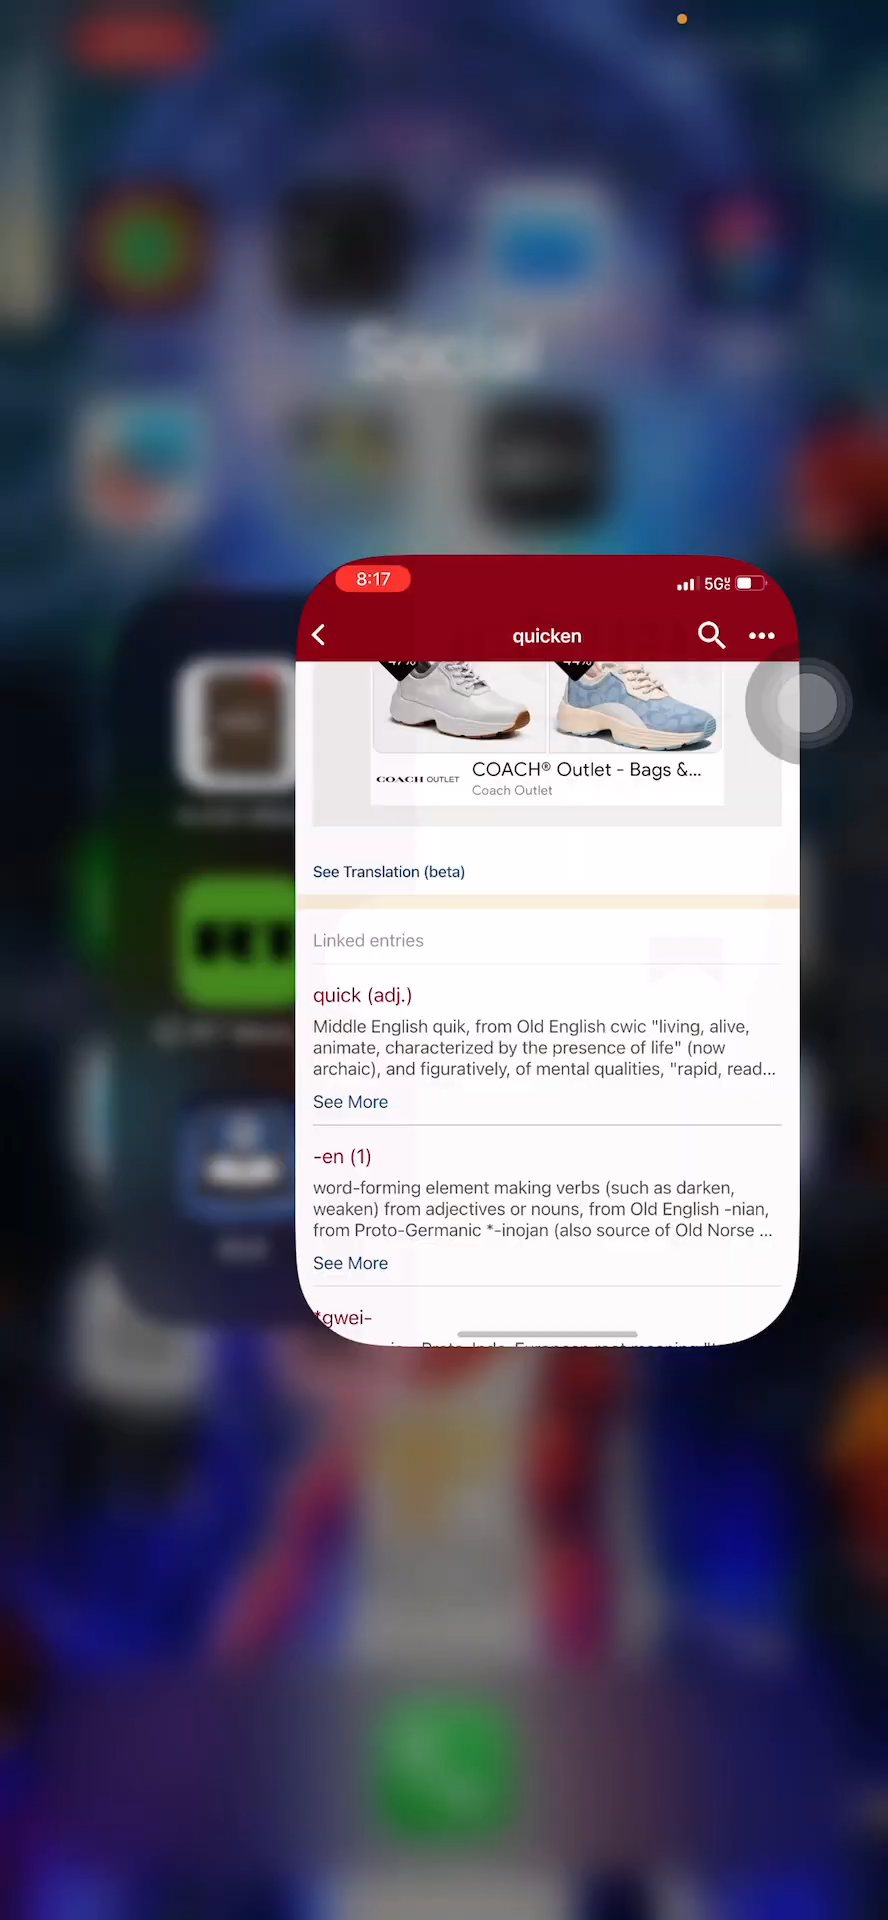 Social
8:17
5G
quicken
COACH OUTLET
COACH® Outlet - Bags &...
Coach Outlet
See Translation (beta)
Linked entries
quick (adj.)
Middle English quik, from Old English cwic "living, alive,
animate, characterized by the presence of life" (now
archaic), and figuratively, of mental qualities, "rapid, read...
See More
-en (1)
word-forming element making verbs (such as darken,
weaken) from adjectives or nouns, from Old English -nian,
from Proto-Germanic *-inojan (also source of Old Norse ...
See More
*gwei-